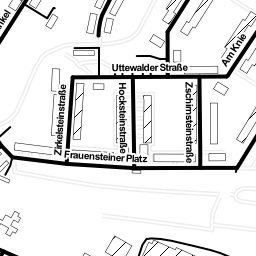 Am Knie
Uttewalder Straße
Zirkelsteinstraße
Hocksteinstraße
Zschirnsteinstraße
Frauensteiner Platz